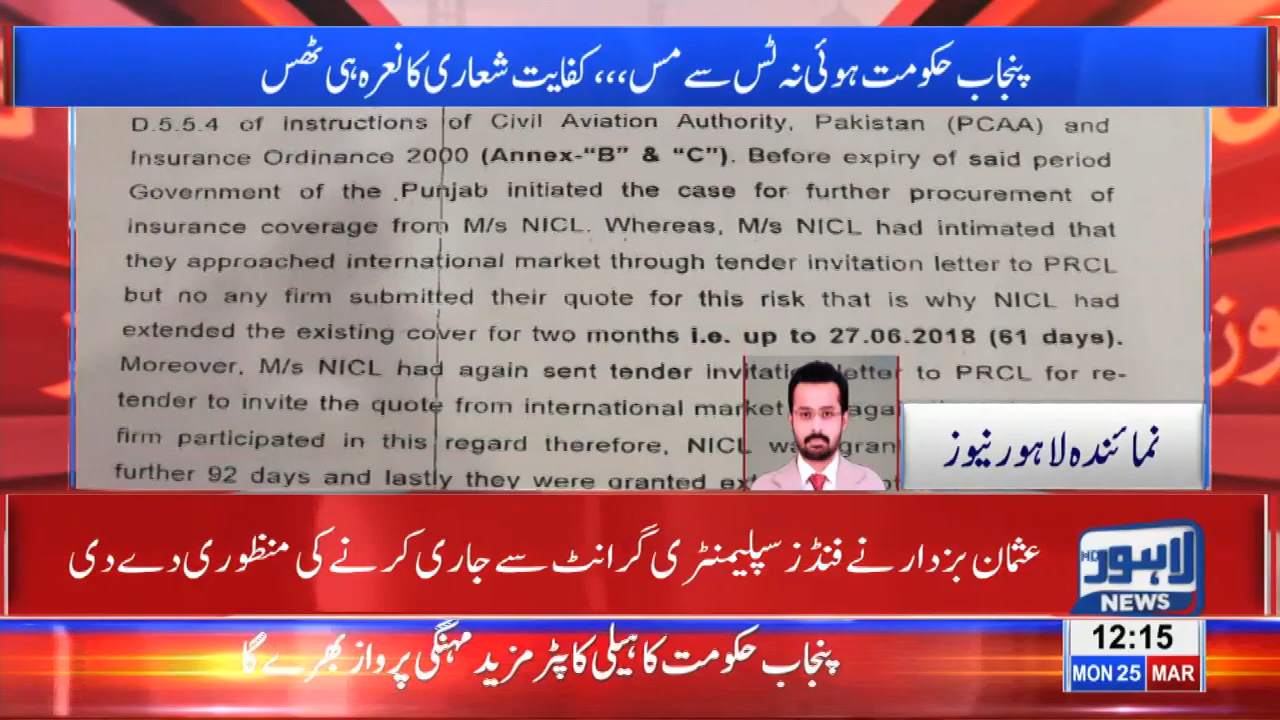 پنجاب حکومت ہوئی نہ ٹس سے مس،،، کفایت شعاری کا نعرہ ہی ٹھس
D.5.5.4 of instructions of Civil Aviation Authority, Pakistan (PCAA) and
Insurance Ordinance 2000 (Annex-“B” & “C”). Before expiry of said period
Government of the Punjab initiated the case for further procurement of
insurance coverage from M/s NICL. Whereas, M/s NICL had intimated that
they approached international market through tender invitation letter to PRCL
but no any firm submitted their quote for this risk that is why NICL had
extended the existing cover for two months i.e. up to 27.06.2018 (61 days).
Moreover, M/s NICL had again sent tender invitation letter to PRCL for re-
tender to invite the quote from international market
firm participated in this regard therefore, NICL
further 92 days and lastly they were granted
نمائندہ لاہور نیوز
عثمان بزدار نے فنڈز سپلیمنٹری گرانٹ سے جاری کرنے کی منظوری دے دی
لاہور HD
NEWS
پنجاب حکومت کا ہیلی کاپٹر مزید مہنگی پرواز بھرے گا
12:15
MON 25 MAR